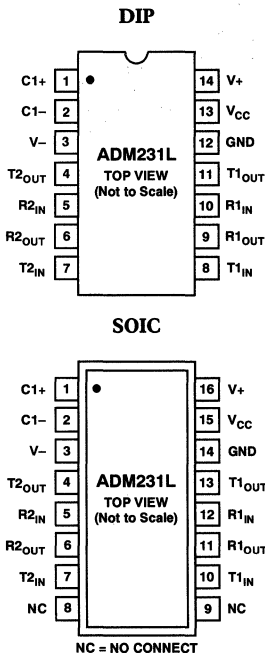 DIP
C1+ 1 14 V+
C1– 2 13 VCC
V– 3 12 GND
ADM231L
T2OUT 4 TOP VIEW 11 T1OUT
(Not to Scale)
R2IN 5 10 R1IN
R2OUT 6 9 R1OUT
T2IN 7 8 T1IN
SOIC
C1+ 1 16 V+
C1– 2 15 VCC
V– 3 14 GND
ADM231L
T2OUT 4 13 T1OUT
TOP VIEW
R2IN 5 (Not to Scale) 12 R1IN
R2OUT 6 11 R1OUT
T2IN 7 10 T1IN
NC 8 9 NC
NC = NO CONNECT